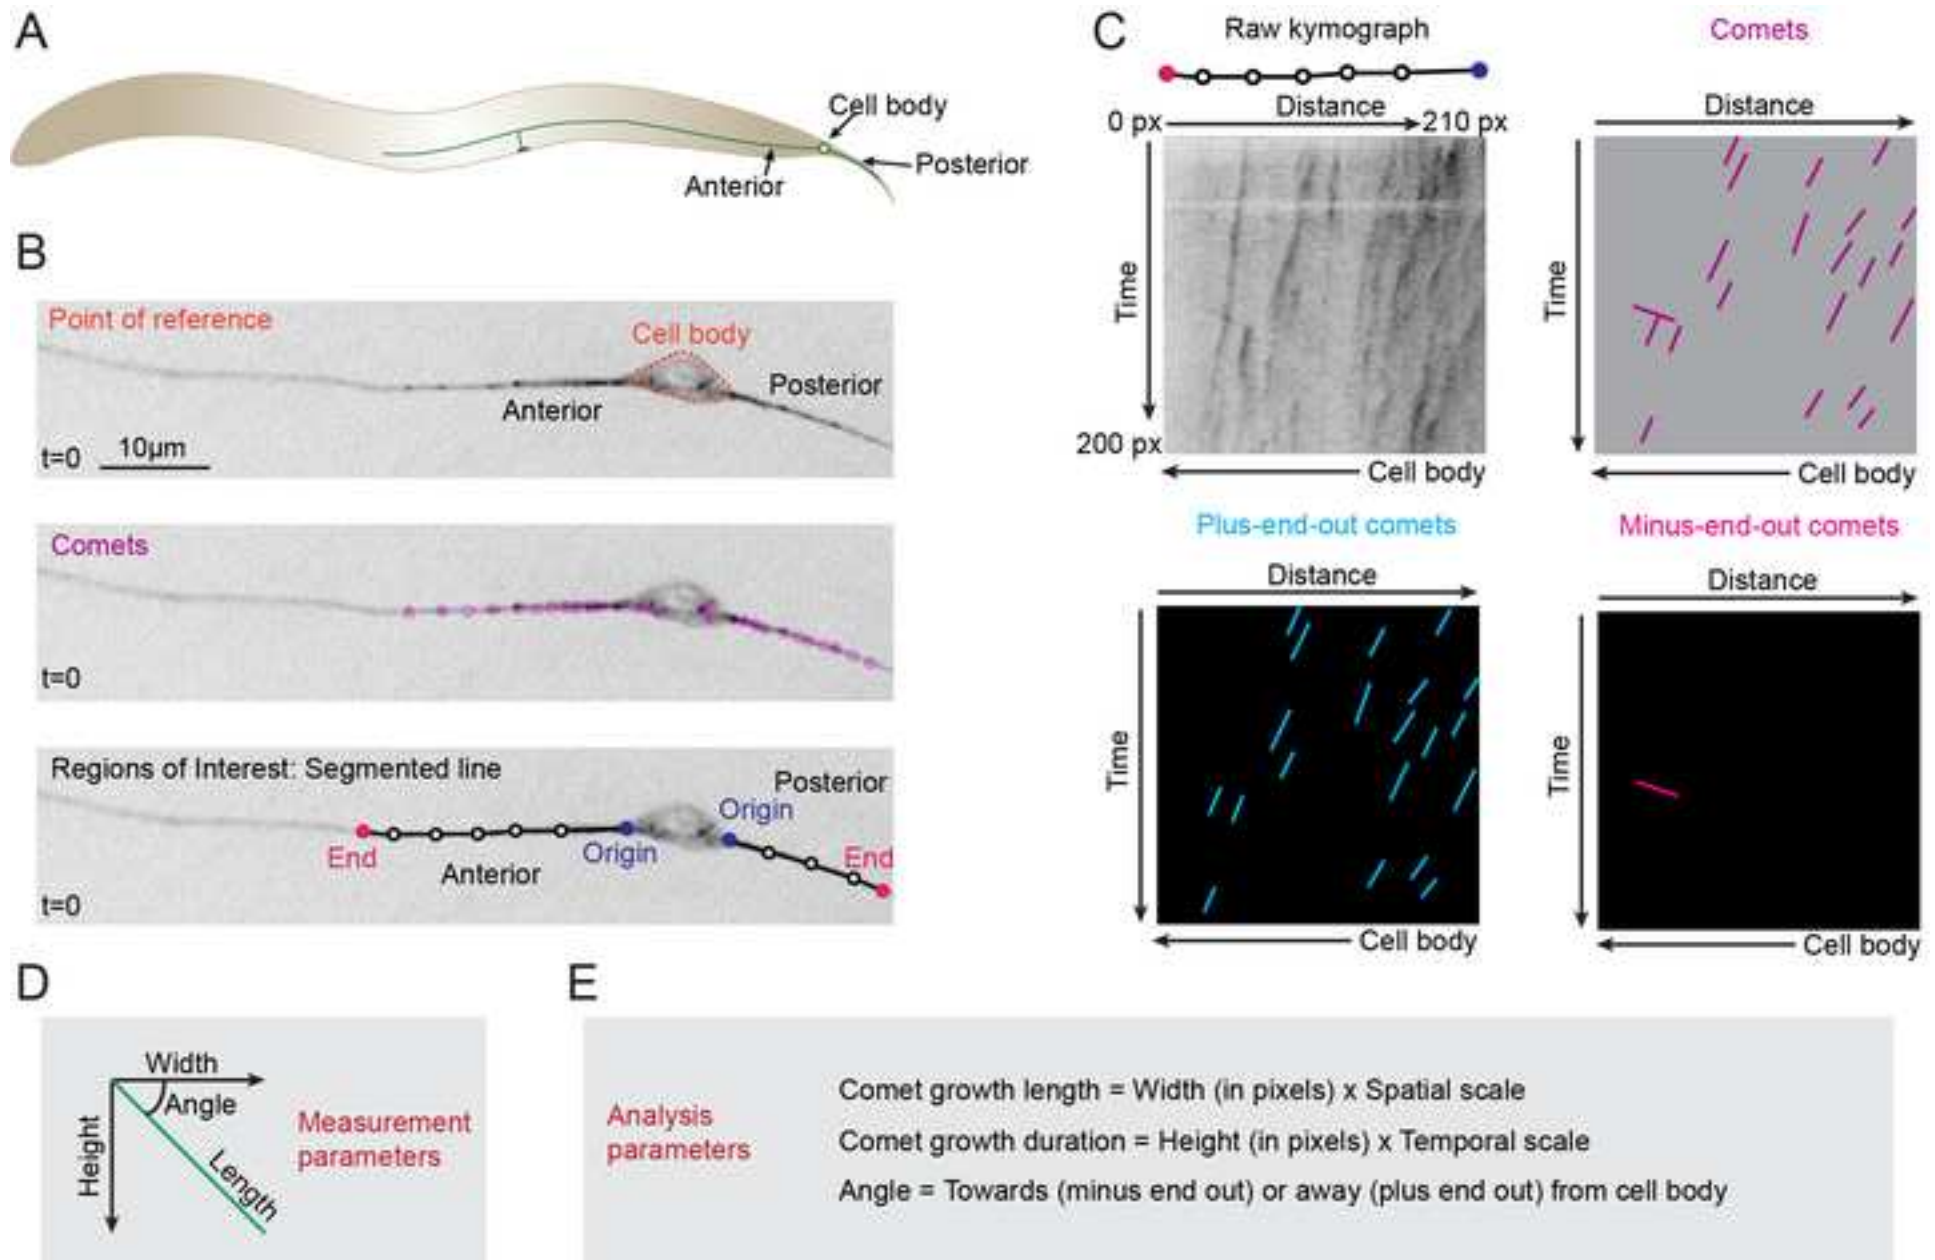 A
Cell body
Posterior
Anterior
B
Point of reference
Cell body
Posterior
Anterior
t=0
10µm
Comets
t=0
Regions of Interest: Segmented line
Posterior
Origin
End
Origin
End
Anterior
t=0
C
Raw kymograph
Distance
0 px
210 px
Time
200 px
Cell body
Comets
Distance
Time
Cell body
Plus-end-out comets
Distance
Time
Cell body
Minus-end-out comets
Distance
Time
Cell body
D
Width
Angle
Height
Length
Measurement
parameters
E
Analysis
parameters
Comet growth length = Width (in pixels) x Spatial scale
Comet growth duration = Height (in pixels) x Temporal scale
Angle = Towards (minus end out) or away (plus end out) from cell body